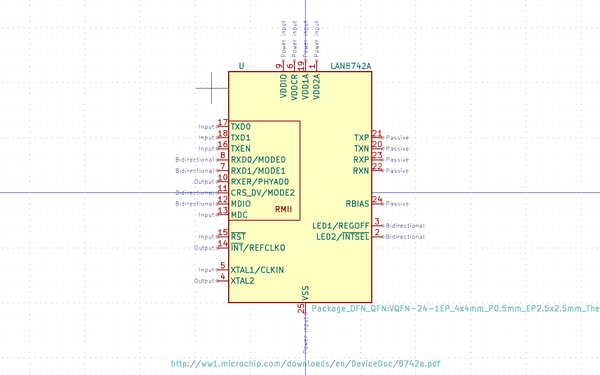 Power input Power input Power input Power input
9 6 19 1
U LAN8742A
VDDIO VDDCR VDD1A VDD2A
Input 17 TXD0
Input 18 TXD1 TXP 21 Passive
Input 16 TXEN TXN 20 Passive
Bidirectional 8 RXD0/MODE0 RXP 23 Passive
Bidirectional 7 RXD1/MODE1 RXN 22 Passive
Output 10 RXER/PHYAD0
Bidirectional 11 CRS_DV/MODE2
Bidirectional 12 MDIO RBIAS 24 Passive
Input 13 MDC RMII
LED1/REGOFF 3 Bidirectional
Input 15 RST LED2/INTSEL 2 Bidirectional
Output 14 INT/REFCLKO
Input 5 XTAL1/CLKIN
Output 4 XTAL2
VSS
25
Package_DFN_QFN:VQFN-24-1EP_4x4mm_P0.5mm_EP2.5x2.5mm_The
Power input
http://ww1.microchip.com/downloads/en/DeviceDoc/8742a.pdf